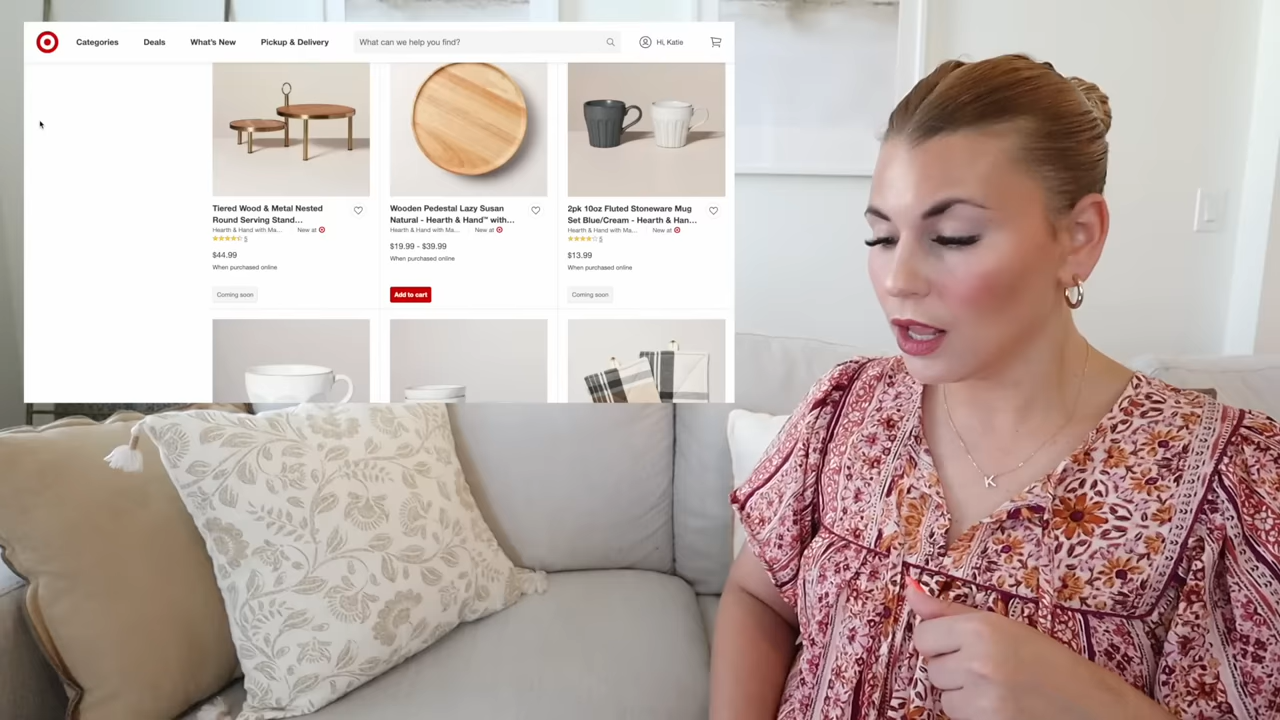 Categories Deals What's New Pickup & Delivery What can we help you find? Hi, Katie
Tiered Wood & Metal Nested
Round Serving Stand...
Hearth & Hand with Ma... New at
5
$44.99
When purchased online
Coming soon
Wooden Pedestal Lazy Susan
Natural - Hearth & Hand™ with...
Hearth & Hand with Ma... New at
$19.99 - $39.99
When purchased online
Add to cart
2pk 10oz Fluted Stoneware Mug
Set Blue/Cream - Hearth & Han...
Hearth & Hand with Ma... New at
5
$13.99
When purchased online
Coming soon
K